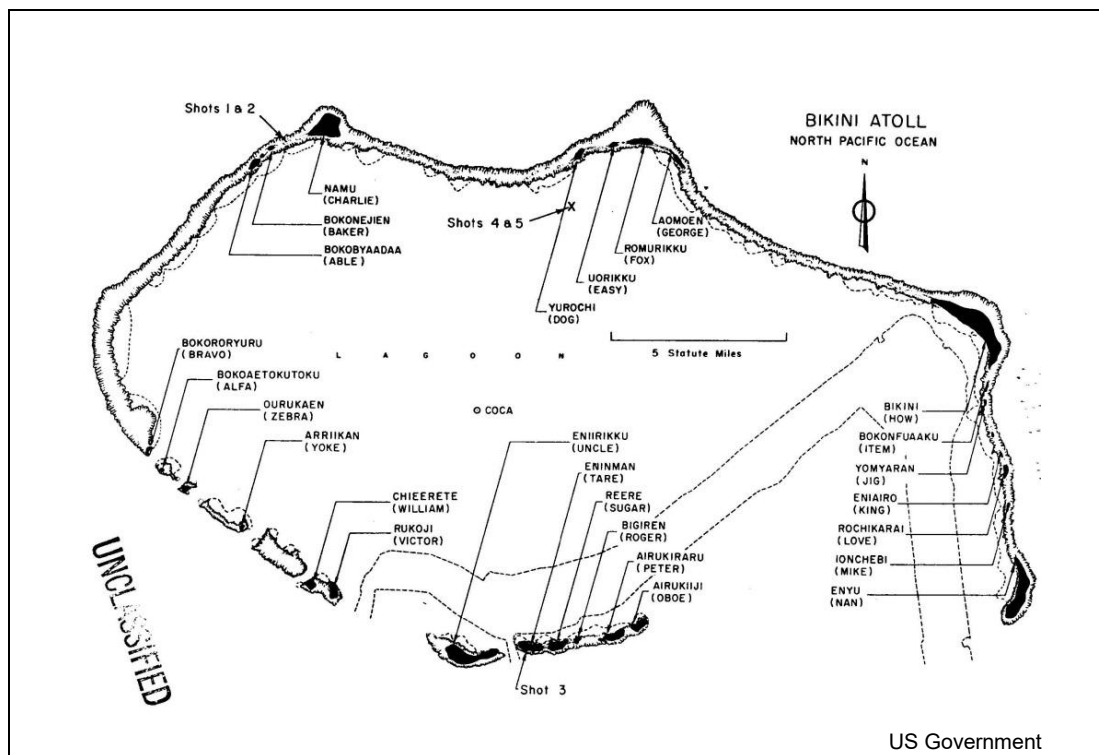 Shots 1 & 2
BIKINI ATOLL
NORTH PACIFIC OCEAN
N
NAMU
(CHARLIE)
BOKONEJIEN
(BAKER)
BOKOBYAADAA
(ABLE)
Shots 4 & 5
X
AOMOEN
(GEORGE)
ROMURIKKU
(FOX)
UORIKKU
(EASY)
YUROCHI
(DOG)
5 Statute Miles
LAGOON
BOKORORYURU
(BRAVO)
BOKOAETOKUTOKU
(ALFA)
OURUKAEN
(ZEBRA)
ARRIIKAN
(YOKE)
COCA
ENIIRIKKU
(UNCLE)
ENINMAN
(TARE)
REERE
(SUGAR)
BIGIREN
(ROGER)
AIRUKIRARU
(PETER)
AIRUKIIJI
(OBOE)
CHIEERETE
(WILLIAM)
RUKOJI
(VICTOR)
BIKINI
(HOW)
BOKONFUAAKU
(ITEM)
YOMYARAN
(JIG)
ENIAIRO
(KING)
ROCHIKARAI
(LOVE)
IONCHEBI
(MIKE)
ENYU
(NAN)
Shot 3
UNCLASSIFIED
US Government